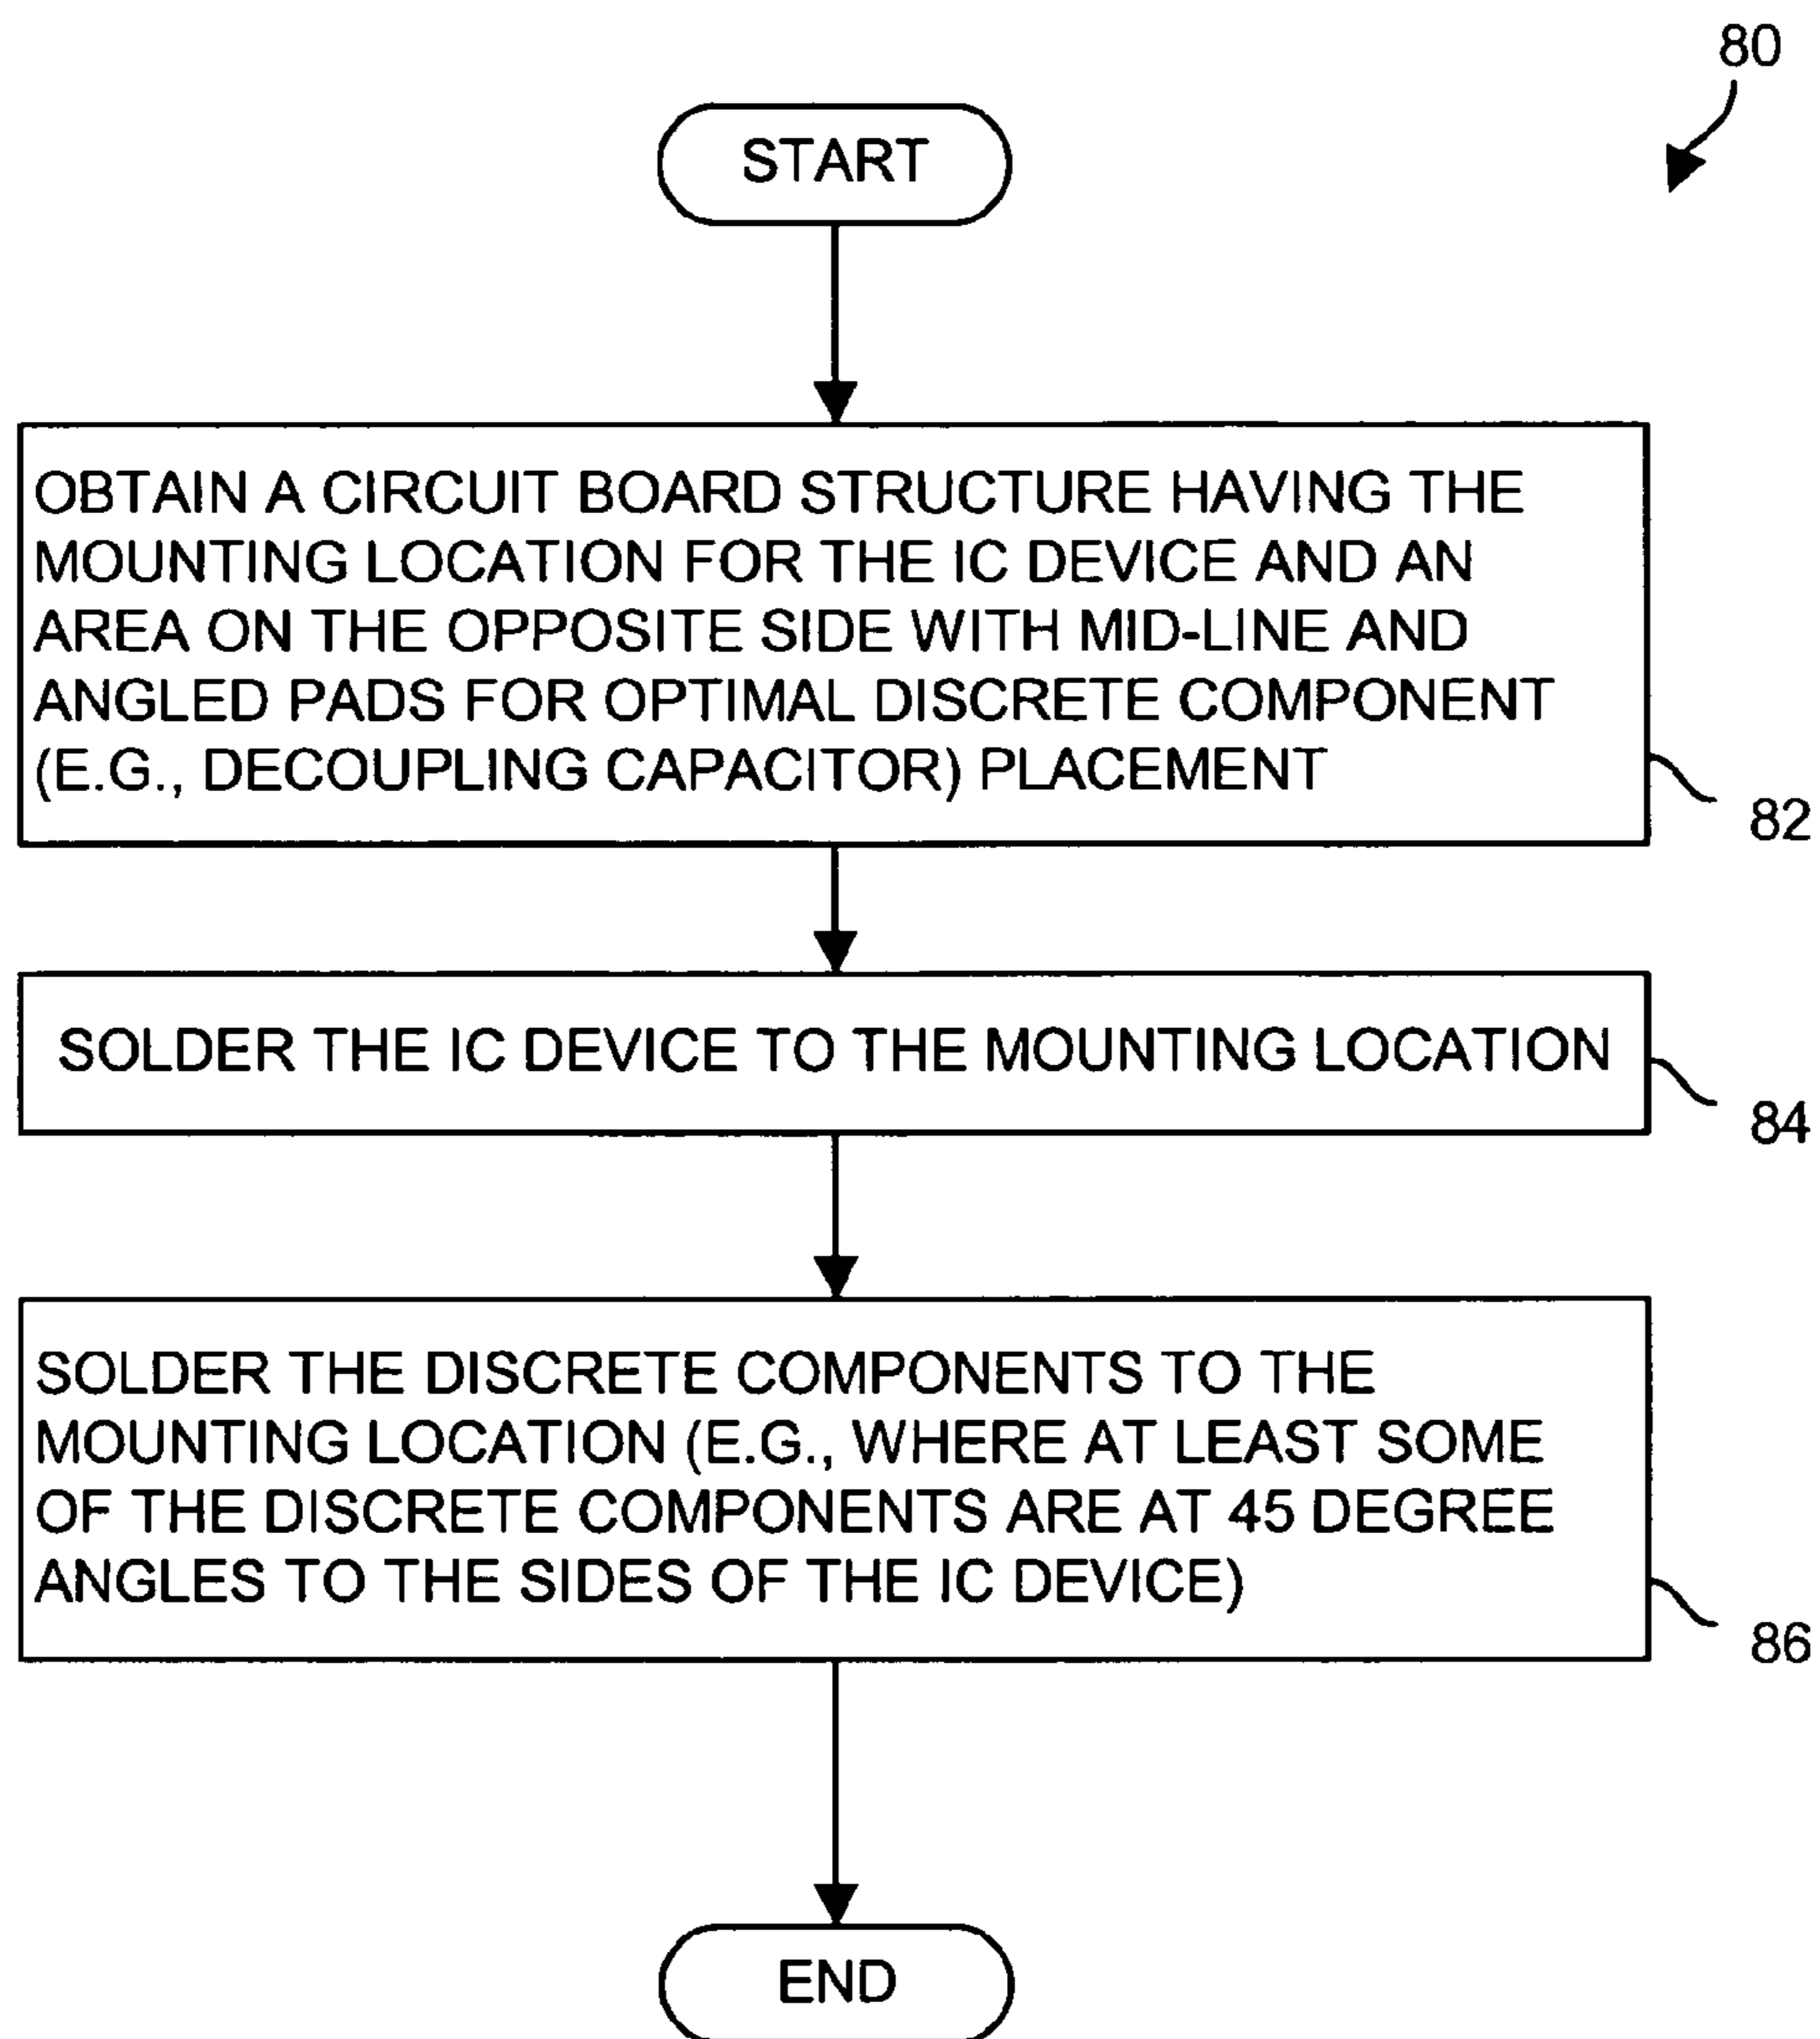 80
START
OBTAIN A CIRCUIT BOARD STRUCTURE HAVING THE
MOUNTING LOCATION FOR THE IC DEVICE AND AN
AREA ON THE OPPOSITE SIDE WITH MID-LINE AND
ANGLED PADS FOR OPTIMAL DISCRETE COMPONENT
(E.G., DECOUPLING CAPACITOR) PLACEMENT
82
SOLDER THE IC DEVICE TO THE MOUNTING LOCATION
84
SOLDER THE DISCRETE COMPONENTS TO THE
MOUNTING LOCATION (E.G., WHERE AT LEAST SOME
OF THE DISCRETE COMPONENTS ARE AT 45 DEGREE
ANGLES TO THE SIDES OF THE IC DEVICE)
86
END